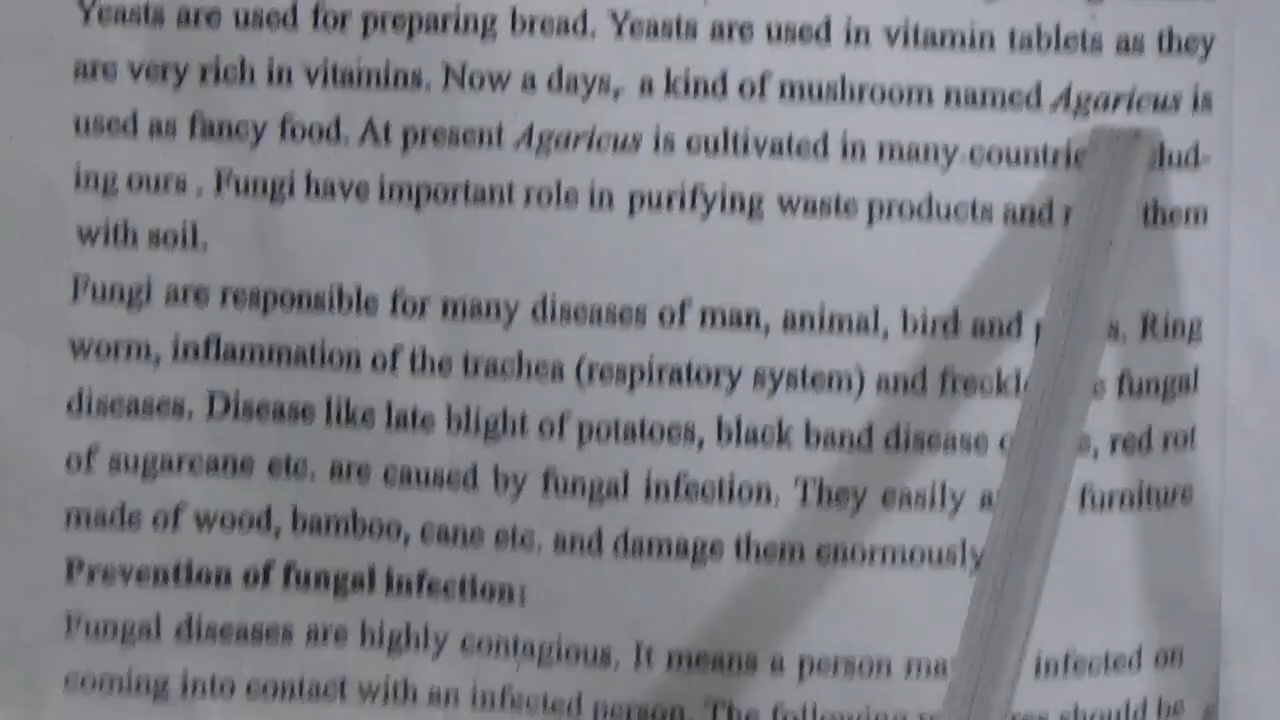 Yeasts are used for preparing bread. Yeasts are used in vitamin tablets as they
are very rich in vitamins. Now a days, a kind of mushroom named Agaricus is
used as fancy food. At present Agaricus is cultivated in many countrie lud-
ing ours . Fungi have important role in purifying waste products and them
with soil.
Fungi are responsible for many diseases of man, animal, bird and s. Ring
worm, inflammation of the trachea (respiratory system) and fungal
diseases. Disease like late blight of potatoes, black band disease , red rot
of sugarcane etc. are caused by fungal infection. They easily furniture
made of wood, bamboo, cane etc. and damage them enormously
Prevention of fungal infection:
Fungal diseases are highly contagious. It means a person ma infected on
coming into contact with an infected person. The following should be